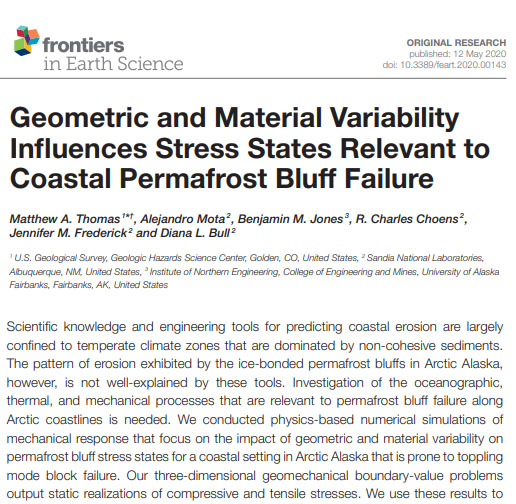 frontiers
in Earth Science
ORIGINAL RESEARCH
published: 12 May 2020
doi: 10.3389/feart.2020.00143
Geometric and Material Variability
Influences Stress States Relevant to
Coastal Permafrost Bluff Failure
Matthew A. Thomas¹*†, Alejandro Mota², Benjamin M. Jones³, R. Charles Choens²,
Jennifer M. Frederick² and Diana L. Bull²
¹ U.S. Geological Survey, Geologic Hazards Science Center, Golden, CO, United States, ² Sandia National Laboratories,
Albuquerque, NM, United States, ³ Institute of Northern Engineering, College of Engineering and Mines, University of Alaska
Fairbanks, Fairbanks, AK, United States
Scientific knowledge and engineering tools for predicting coastal erosion are largely
confined to temperate climate zones that are dominated by non-cohesive sediments.
The pattern of erosion exhibited by the ice-bonded permafrost bluffs in Arctic Alaska,
however, is not well-explained by these tools. Investigation of the oceanographic,
thermal, and mechanical processes that are relevant to permafrost bluff failure along
Arctic coastlines is needed. We conducted physics-based numerical simulations of
mechanical response that focus on the impact of geometric and material variability on
permafrost bluff stress states for a coastal setting in Arctic Alaska that is prone to toppling
mode block failure. Our three-dimensional geomechanical boundary-value problems
output static realizations of compressive and tensile stresses. We use these results to